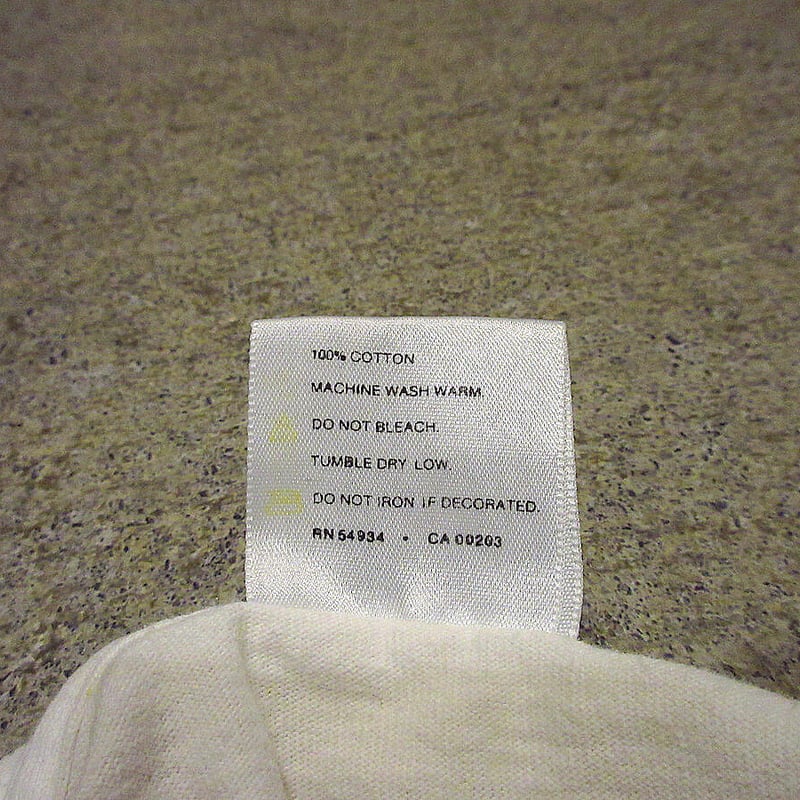 100% COTTON
MACHINE WASH WARM.
DO NOT BLEACH.
TUMBLE DRY LOW.
DO NOT IRON IF DECORATED.
RN 54934 • CA 00203